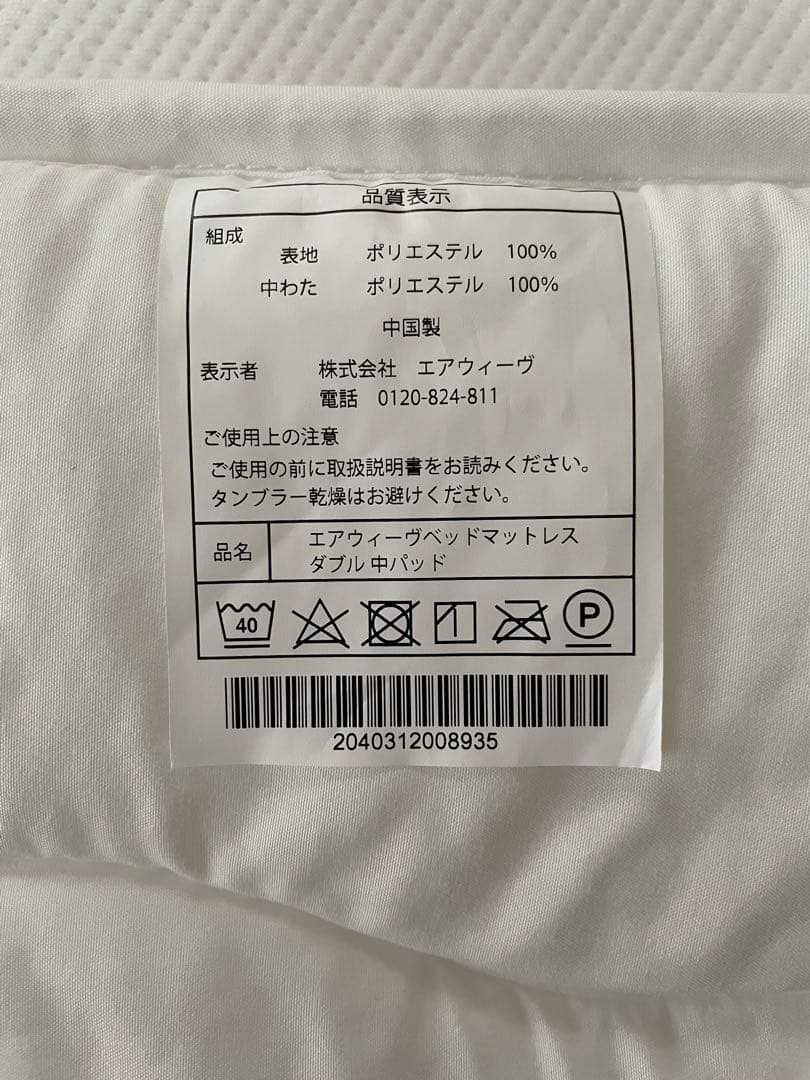 品質表示
組成
表地 ポリエステル 100%
中わた ポリエステル 100%
中国製
表示者 株式会社 エアウィーヴ
電話 0120-824-811
ご使用上の注意
ご使用の前に取扱説明書をお読みください。
タンブラー乾燥はお避けください。
品名 エアウィーヴベッドマットレス
ダブル 中パッド
40 P
2040312008935